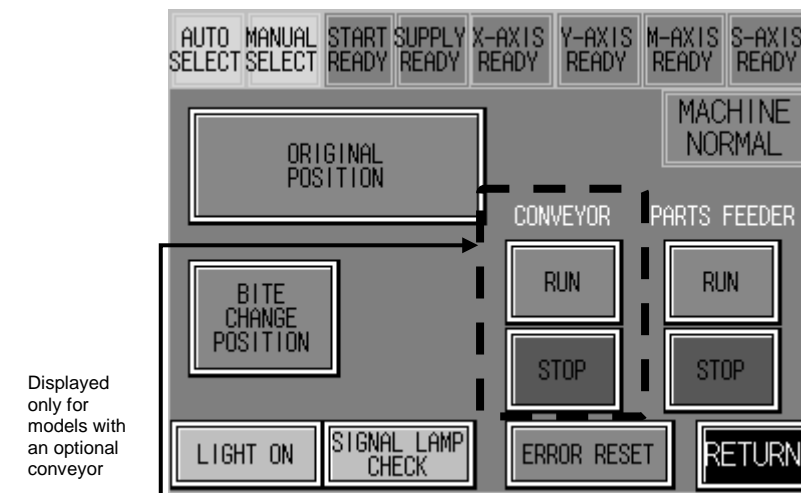 AUTO MANUAL START SUPPLY X-AXIS Y-AXIS M-AXIS S-AXIS
SELECT SELECT READY READY READY READY READY READY
MACHINE
NORMAL
ORIGINAL
POSITION
CONVEYOR PARTS FEEDER
RUN RUN
BITE
CHANGE
POSITION
STOP STOP
Displayed
only for
models with
an optional
conveyor
LIGHT ON
SIGNAL LAMP
CHECK
ERROR RESET
RETURN